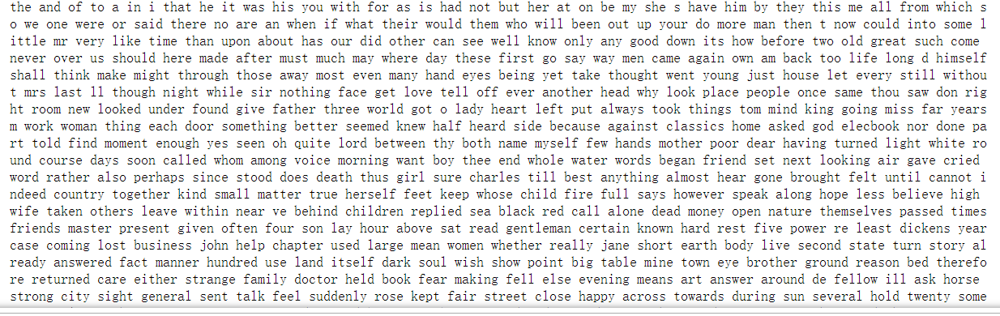 the and of to a in i that he it was his you with for as is had not but her at on be my she s have him by they this me all from which s
o we one were or said there no are an when if what their would them who will been out up your do more man then t now could into some l
ittle mr very like time than upon about has our did other can see well know only any good down its how before two old great such come
never over us should here made after must much may where day these first go say way men came again own am back too life long d himself
shall think make might through those away most even many hand eyes being yet take thought went young just house let every still withou
t mrs last ll though night while sir nothing face get love tell off ever another head why look place people once same thou saw don rig
ht room new looked under found give father three world got o lady heart left put always took things tom mind king going miss far years
m work woman thing each door something better seemed knew half heard side because against classics home asked god elecbook nor done pa
rt told find moment enough yes seen oh quite lord between thy both name myself few hands mother poor dear having turned light white ro
und course days soon called whom among voice morning want boy thee end whole water words began friend set next looking air gave cried
word rather also perhaps since stood does death thus girl sure charles till best anything almost hear gone brought felt until cannot i
ndeed country together kind small matter true herself feet keep whose child fire full says however speak along hope less believe high
wife taken others leave within near ve behind children replied sea black red call alone dead money open nature themselves passed times
friends master present given often four son lay hour above sat read gentleman certain known hard rest five power re least dickens year
case coming lost business john help chapter used large mean women whether really jane short earth body live second state turn story al
ready answered fact manner hundred use land itself dark soul wish show point big table mine town eye brother ground reason bed therefo
re returned care either strange family doctor held book fear making fell else evening means art answer around de fellow ill ask horse
strong city sight general sent talk feel suddenly rose kept fair street close happy across towards during sun several hold twenty some